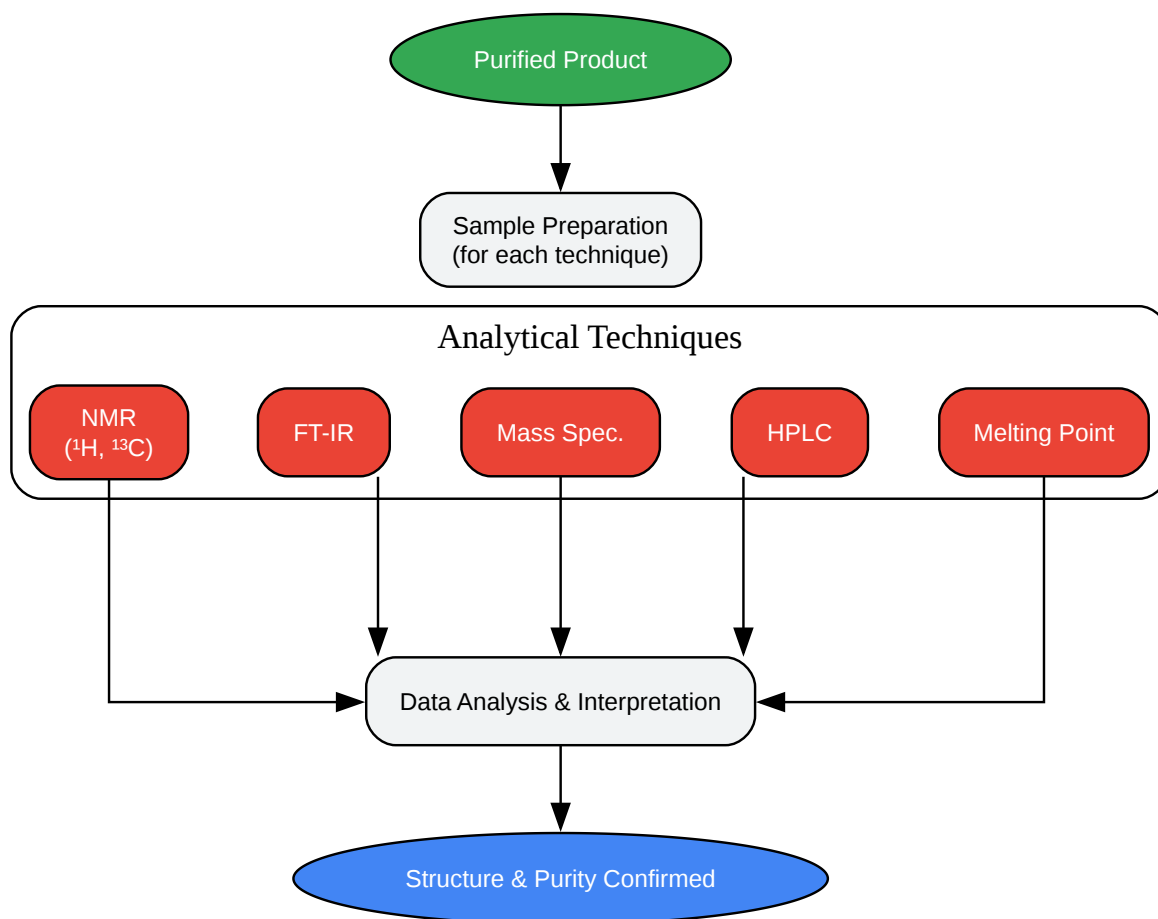 Purified Product
Sample Preparation
(for each technique)
Analytical Techniques
NMR
(¹H, ¹³C)
FT-IR
Mass Spec.
HPLC
Melting Point
Data Analysis & Interpretation
Structure & Purity Confirmed